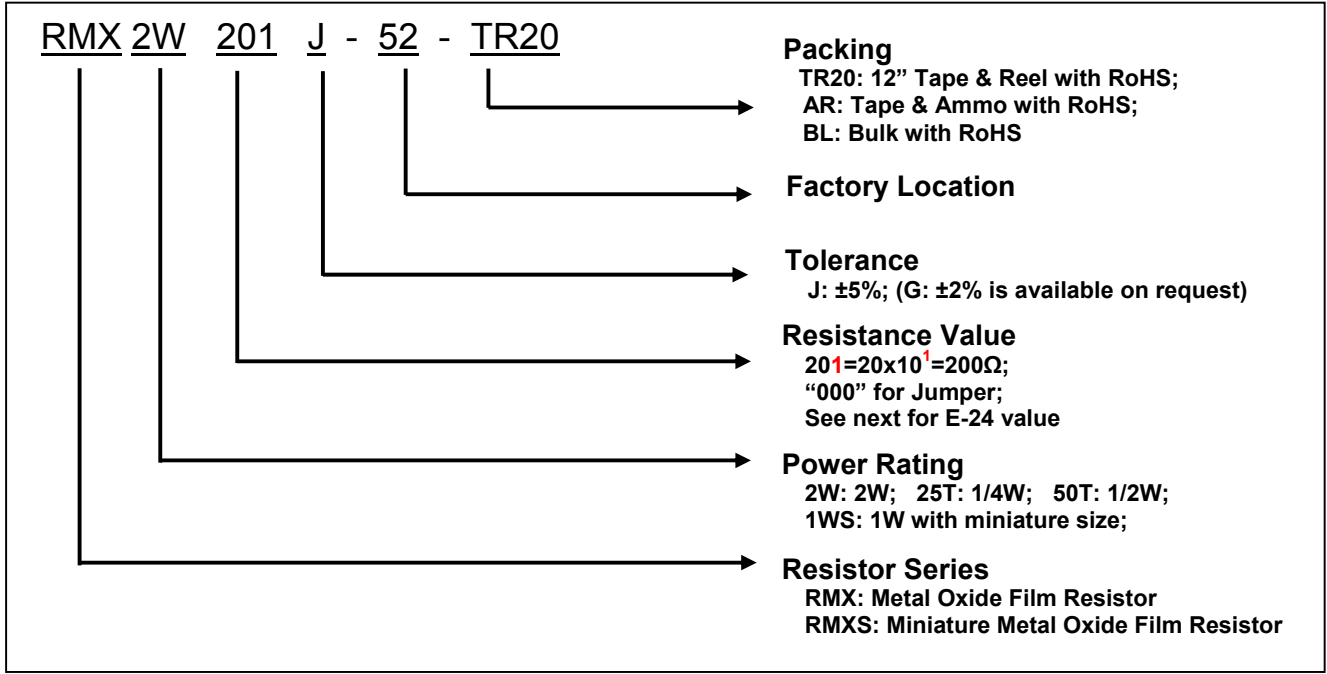 RMX 2W 201 J - 52 - TR20
Packing
TR20: 12” Tape & Reel with RoHS;
AR: Tape & Ammo with RoHS;
BL: Bulk with RoHS
Factory Location
Tolerance
J: ±5%; (G: ±2% is available on request)
Resistance Value
201=20x10¹=200Ω;
“000” for Jumper;
See next for E-24 value
Power Rating
2W: 2W; 25T: 1/4W; 50T: 1/2W;
1WS: 1W with miniature size;
Resistor Series
RMX: Metal Oxide Film Resistor
RMXS: Miniature Metal Oxide Film Resistor